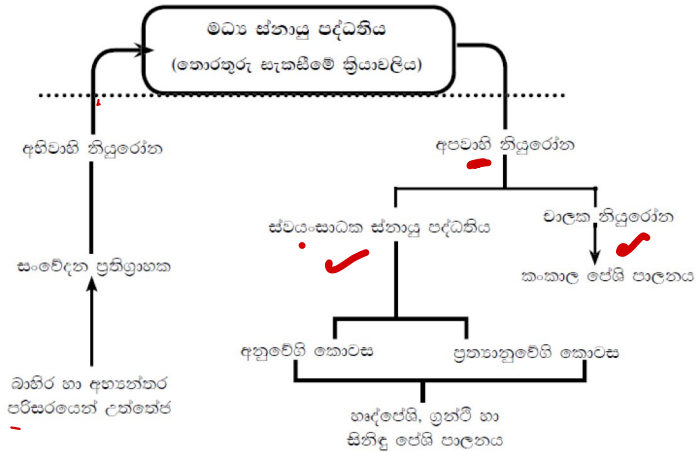 මධ්‍ය ස්නායු පද්ධතිය
(තොරතුරු සැකසීමේ ක්‍රියාවලිය)
අභිවාහි නියුරෝන
අපවාහි නියුරෝන
ස්වයංසාධක ස්නායු පද්ධතිය
චාලක නියුරෝන
සංවේදන ප්‍රතිග්‍රාහක
කංකාල පේශි පාලනය
අනුවේගි කොටස
ප්‍රත්‍යානුවේගි කොටස
බාහිර හා අභ්‍යන්තර
පරිසරයෙන් උත්තේජ
හෘද්පේශි, ග්‍රන්ථි හා
සිනිඳු පේශි පාලනය